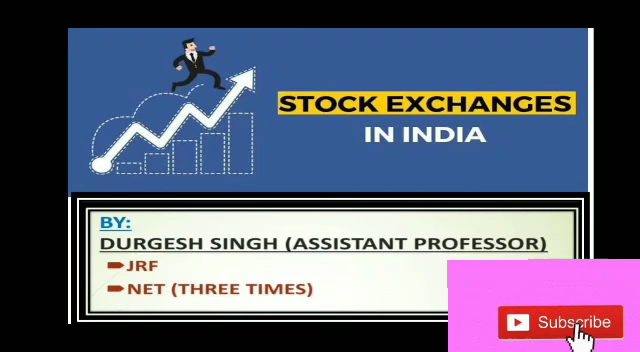 STOCK EXCHANGES
IN INDIA
BY:
DURGESH SINGH (ASSISTANT PROFESSOR)
JRF
NET (THREE TIMES)
Subscribe